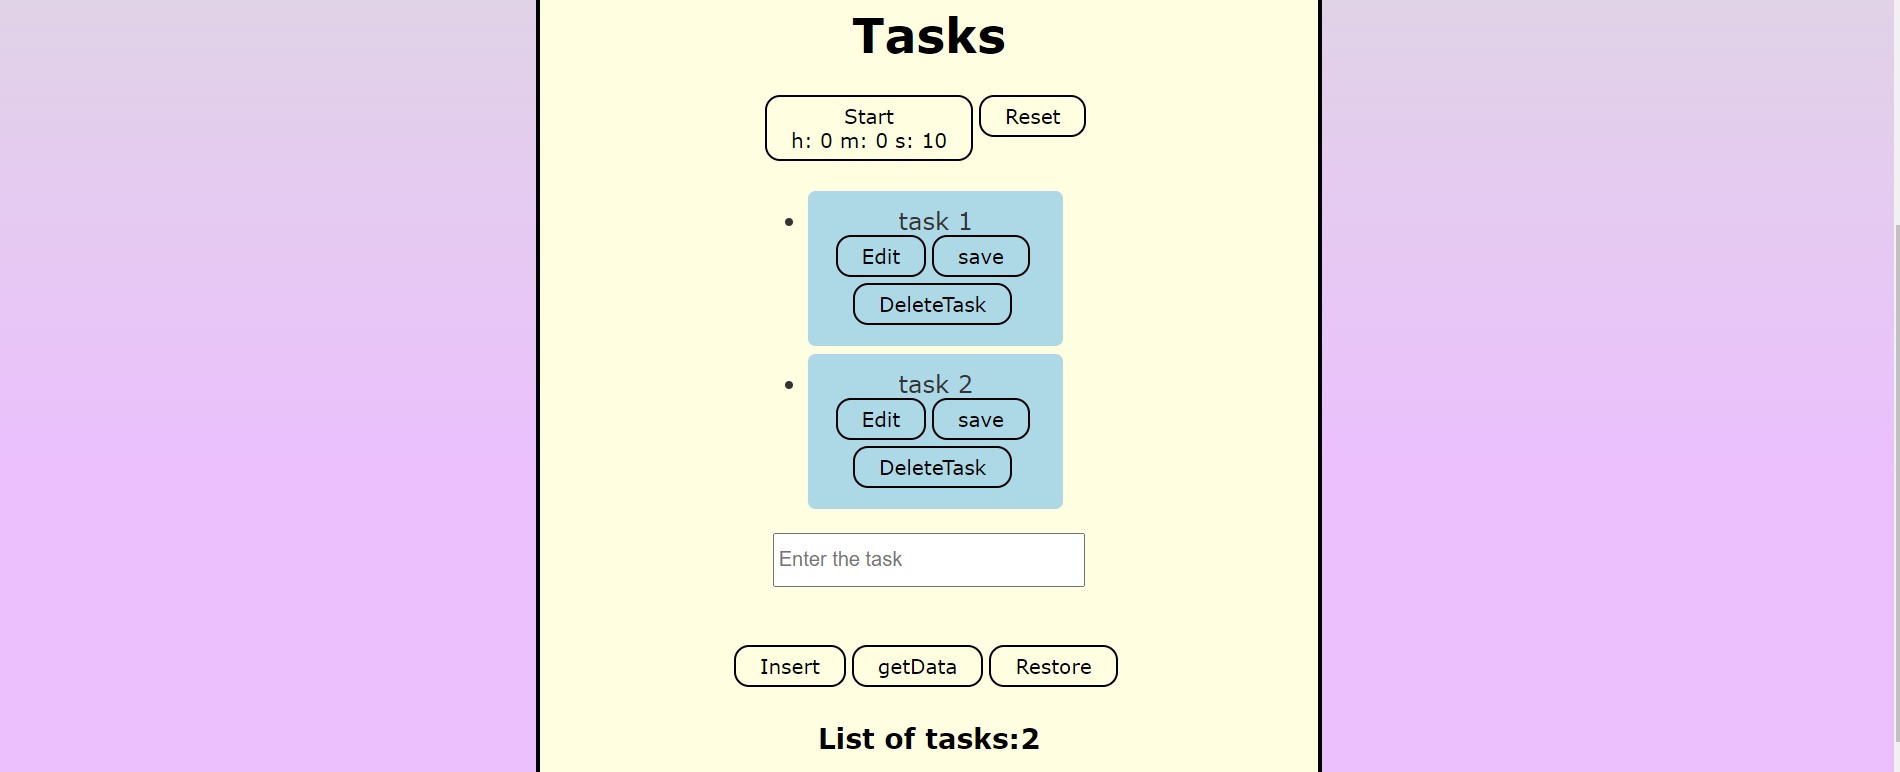 Tasks
Start Reset
h: 0 m: 0 s: 10
task 1
Edit save
DeleteTask
task 2
Edit save
DeleteTask
Enter the task
Insert getData Restore
List of tasks:2